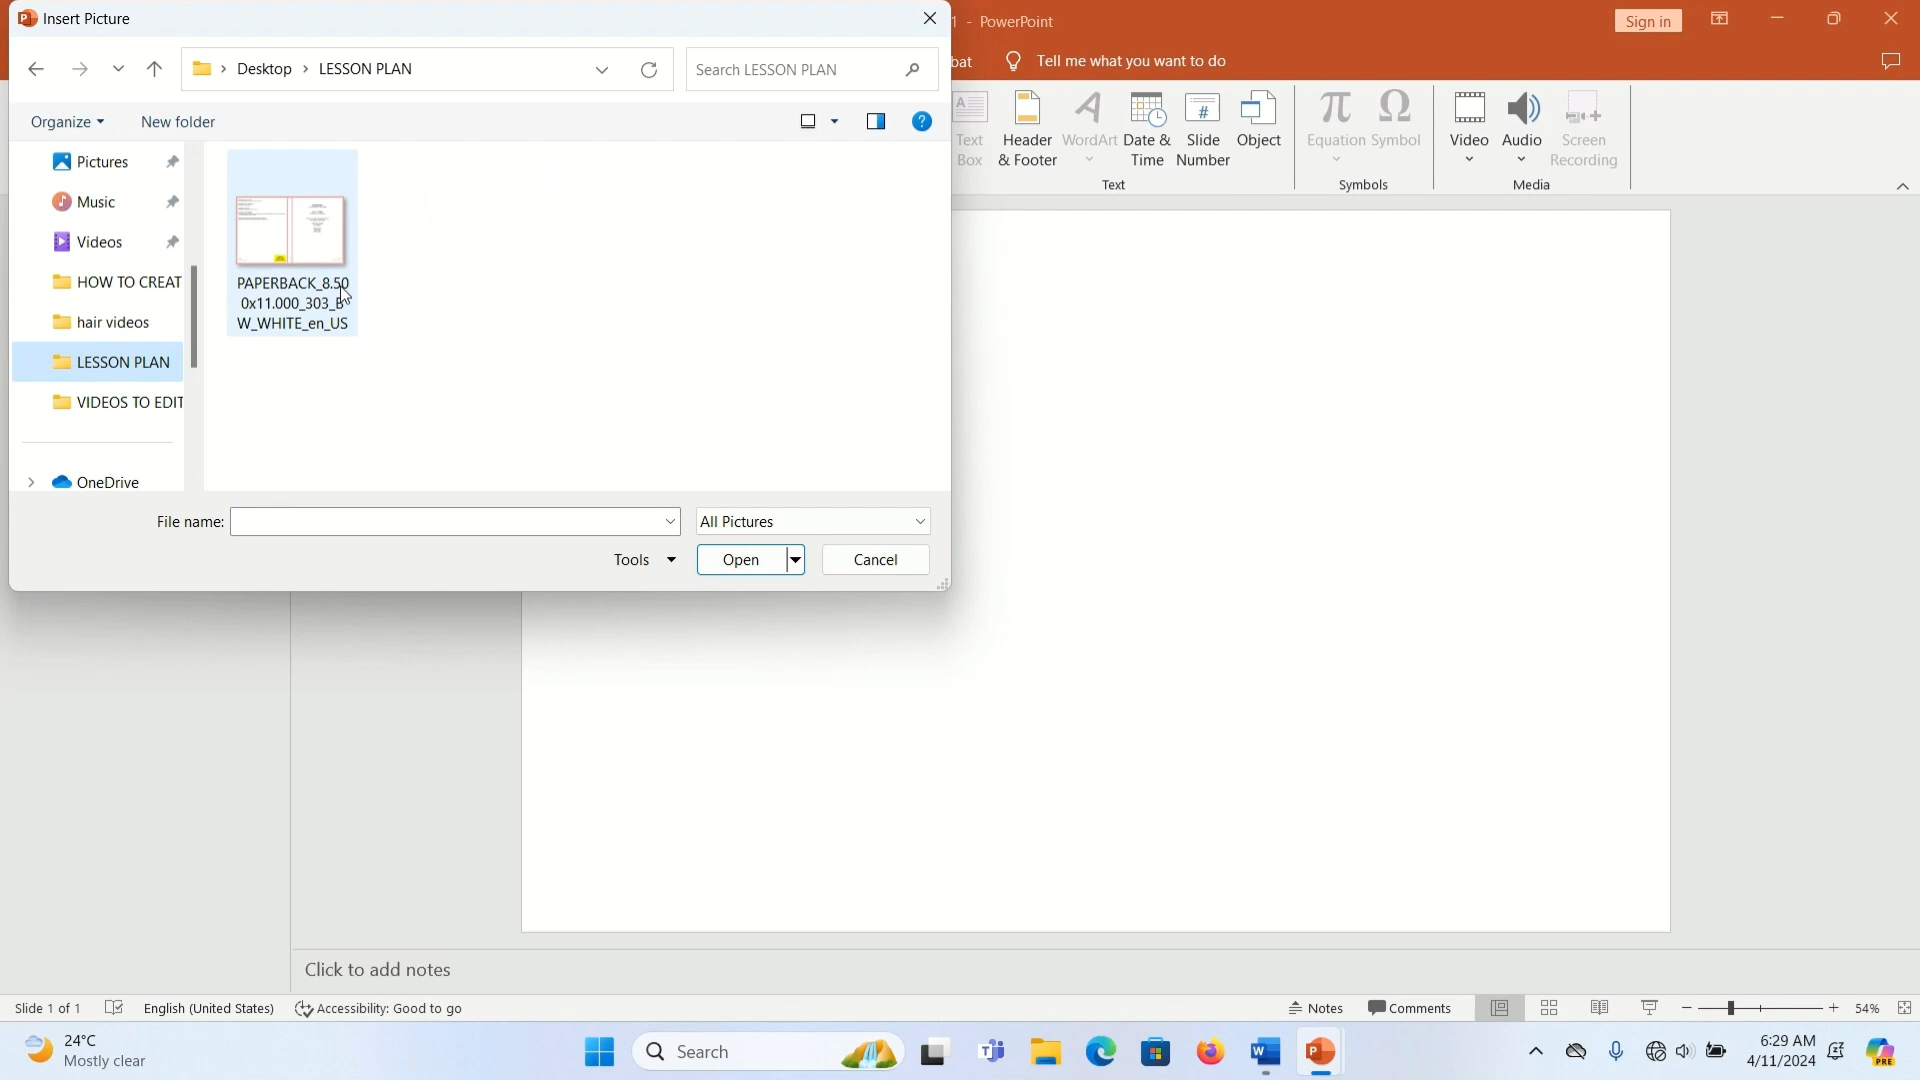 Insert Picture
1 - PowerPoint
Sign in
Desktop > LESSON PLAN
Search LESSON PLAN
bat
Tell me what you want to do
Organize
New folder
Text Box
Header & Footer
WordArt
Date & Time
Slide Number
Object
Equation
Symbol
Video
Audio
Screen Recording
Text
Symbols
Media
Pictures
Music
Videos
HOW TO CREAT
hair videos
LESSON PLAN
VIDEOS TO EDIT
OneDrive
PAPERBACK_8.50
0x11.000_303_B
W_WHITE_en_US
File name:
All Pictures
Tools
Open
Cancel
Click to add notes
Slide 1 of 1
English (United States)
Accessibility: Good to go
Notes
Comments
54%
24°C
Mostly clear
Search
6:29 AM
4/11/2024
PRE